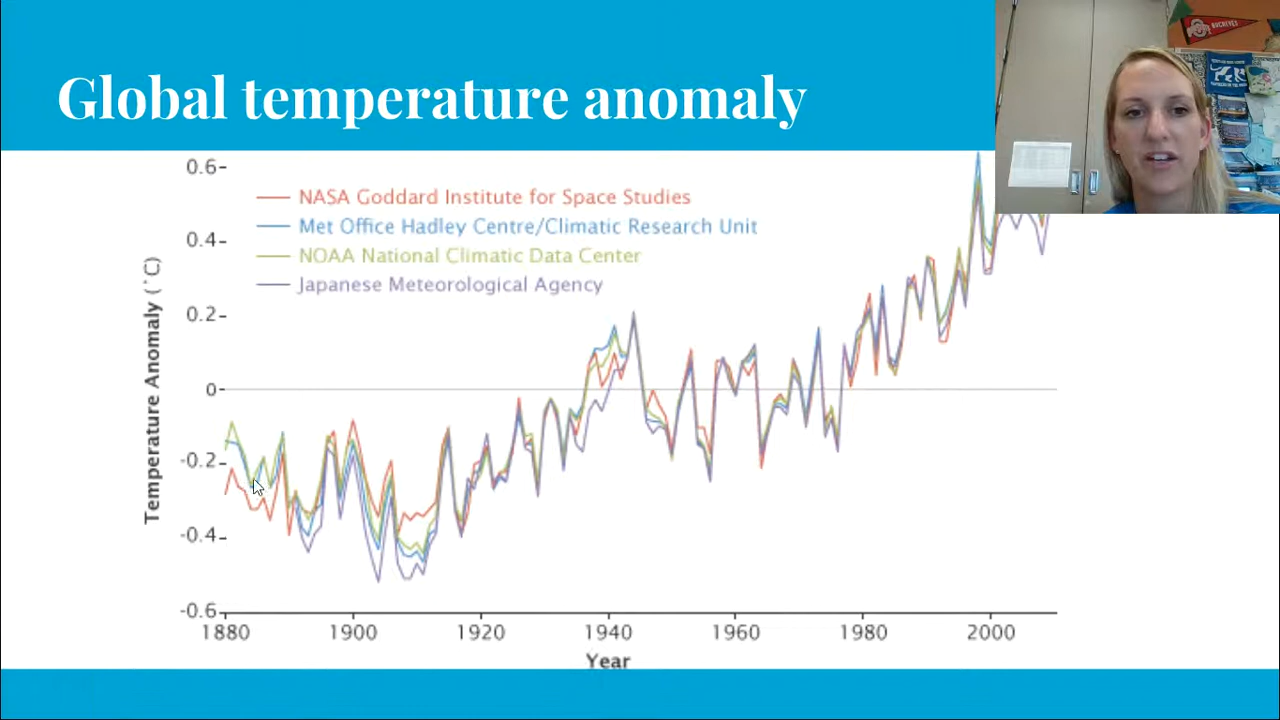 Global temperature anomaly
BUCKEYES
0.6
NASA Goddard Institute for Space Studies
Met Office Hadley Centre/Climatic Research Unit
0.4
NOAA National Climatic Data Center
Japanese Meteorological Agency
0.2
0
-0.2
-0.4
-0.6
Temperature Anomaly (˚C)
1880 1900 1920 1940 1960 1980 2000
Year